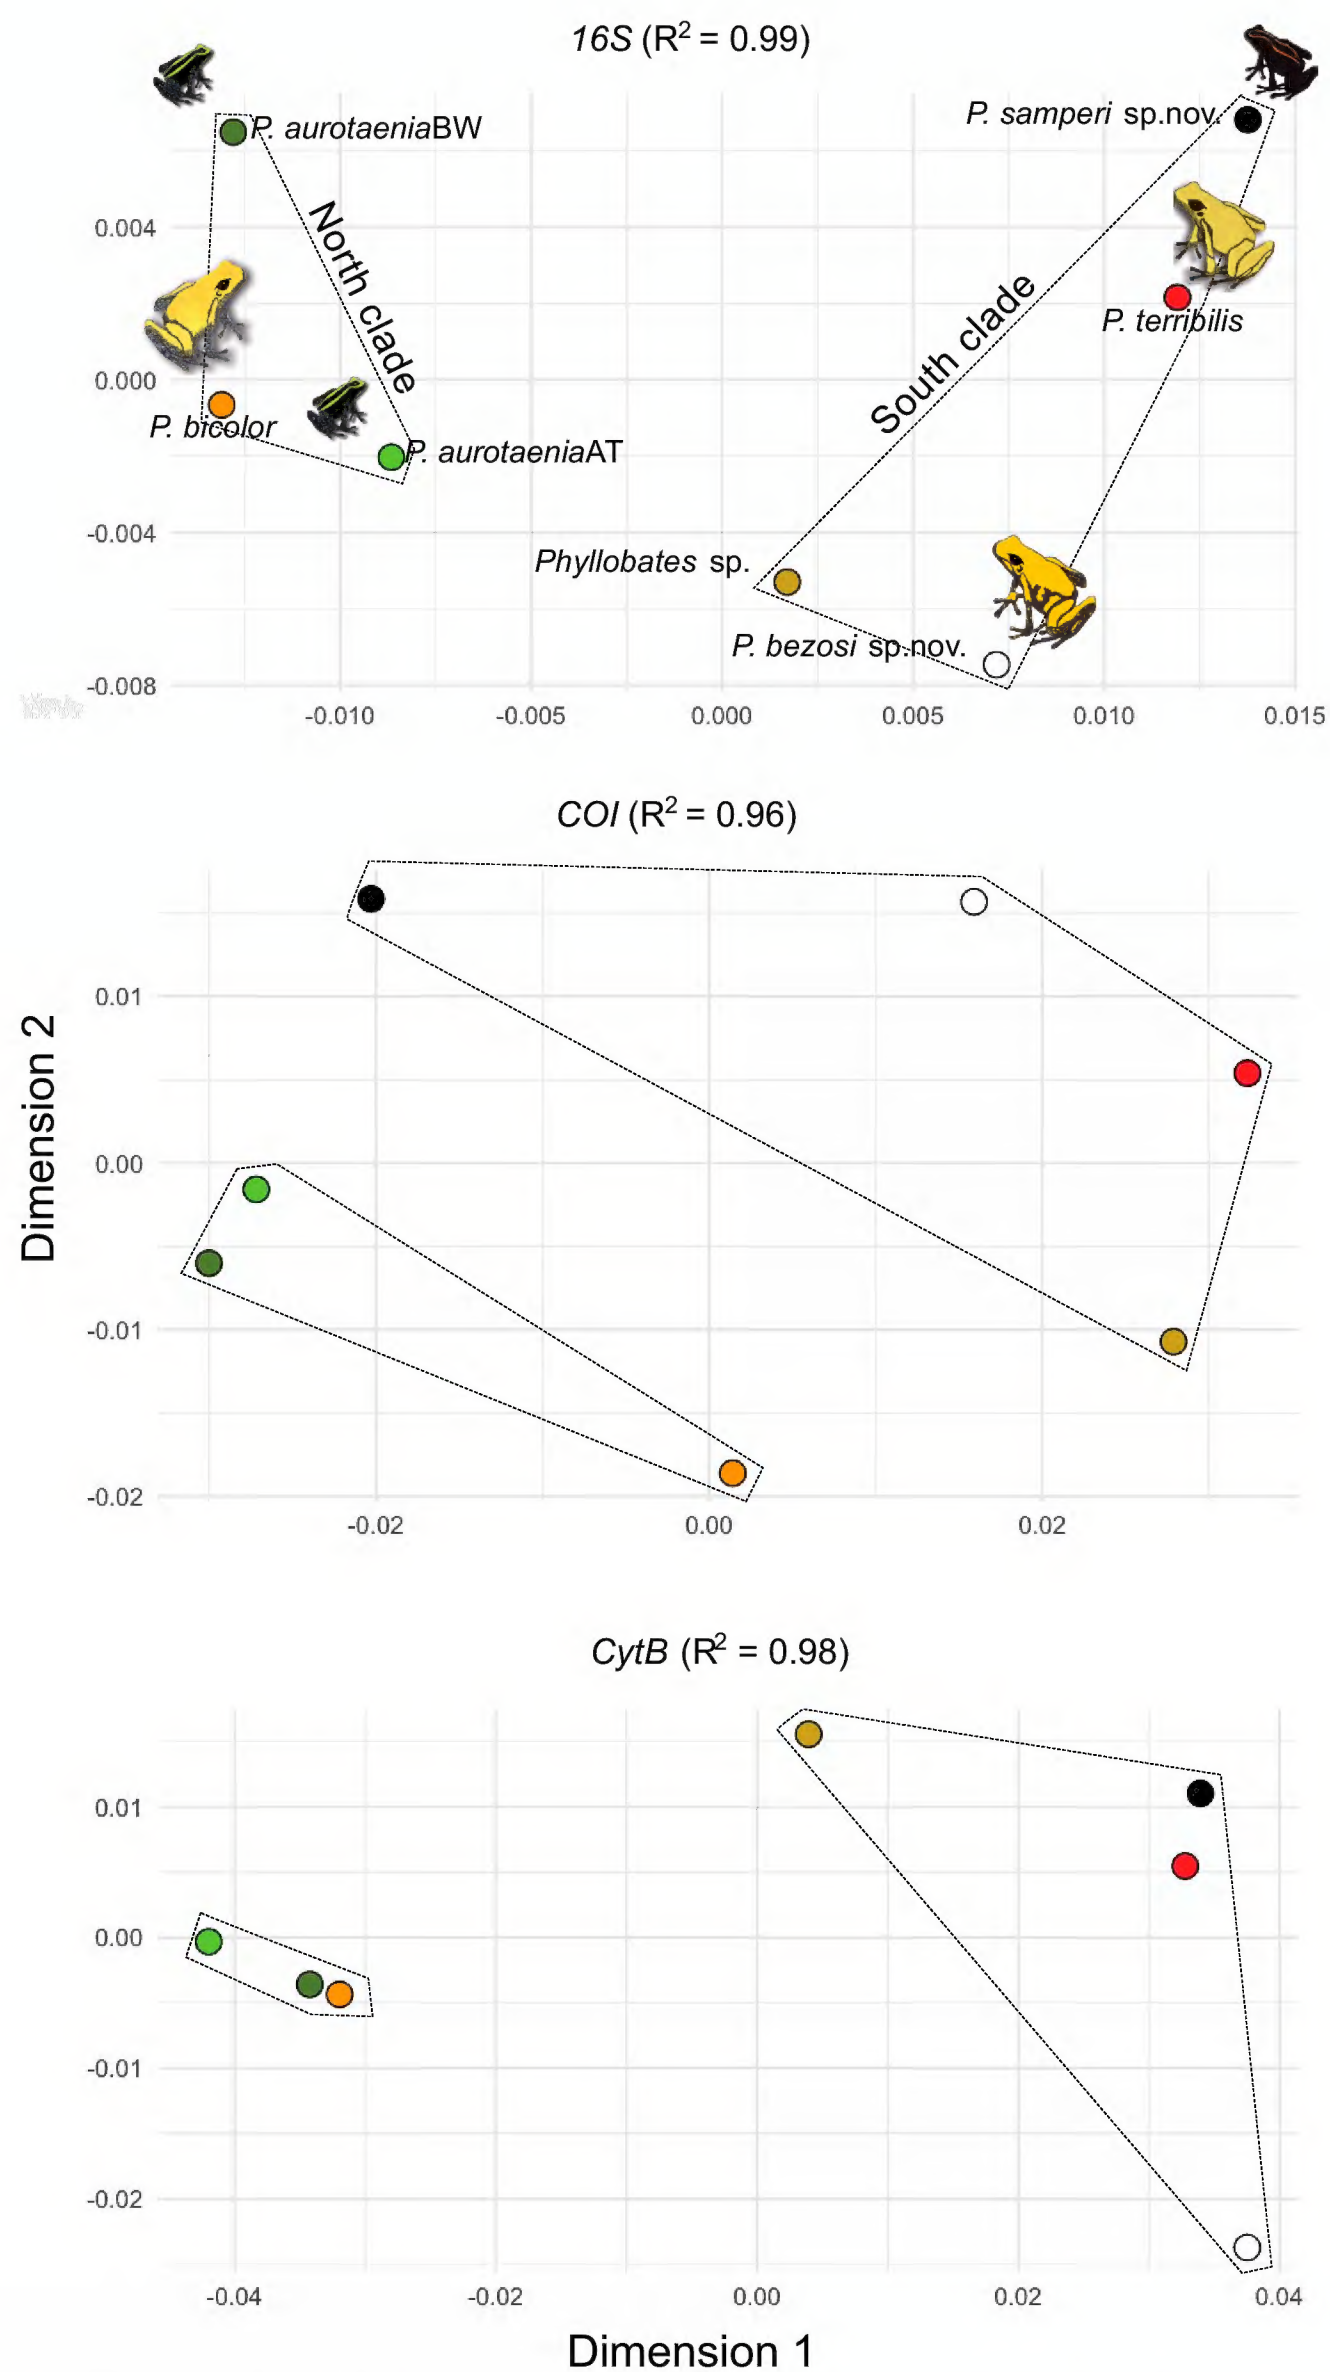 16S (R² = 0.99)
P. aurotaeniaBW
P. samperi sp.nov.
North clade
South clade
P. terribilis
P. bicolor
P. aurotaeniaAT
Phyllobates sp.
P. bezosi sp.nov.
0.004
0.000
-0.004
-0.008
-0.010 -0.005 0.000 0.005 0.010 0.015
COI (R² = 0.96)
0.01
0.00
-0.01
-0.02
-0.02 0.00 0.02
Dimension 2
CytB (R² = 0.98)
0.01
0.00
-0.01
-0.02
-0.04 -0.02 0.00 0.02 0.04
Dimension 1